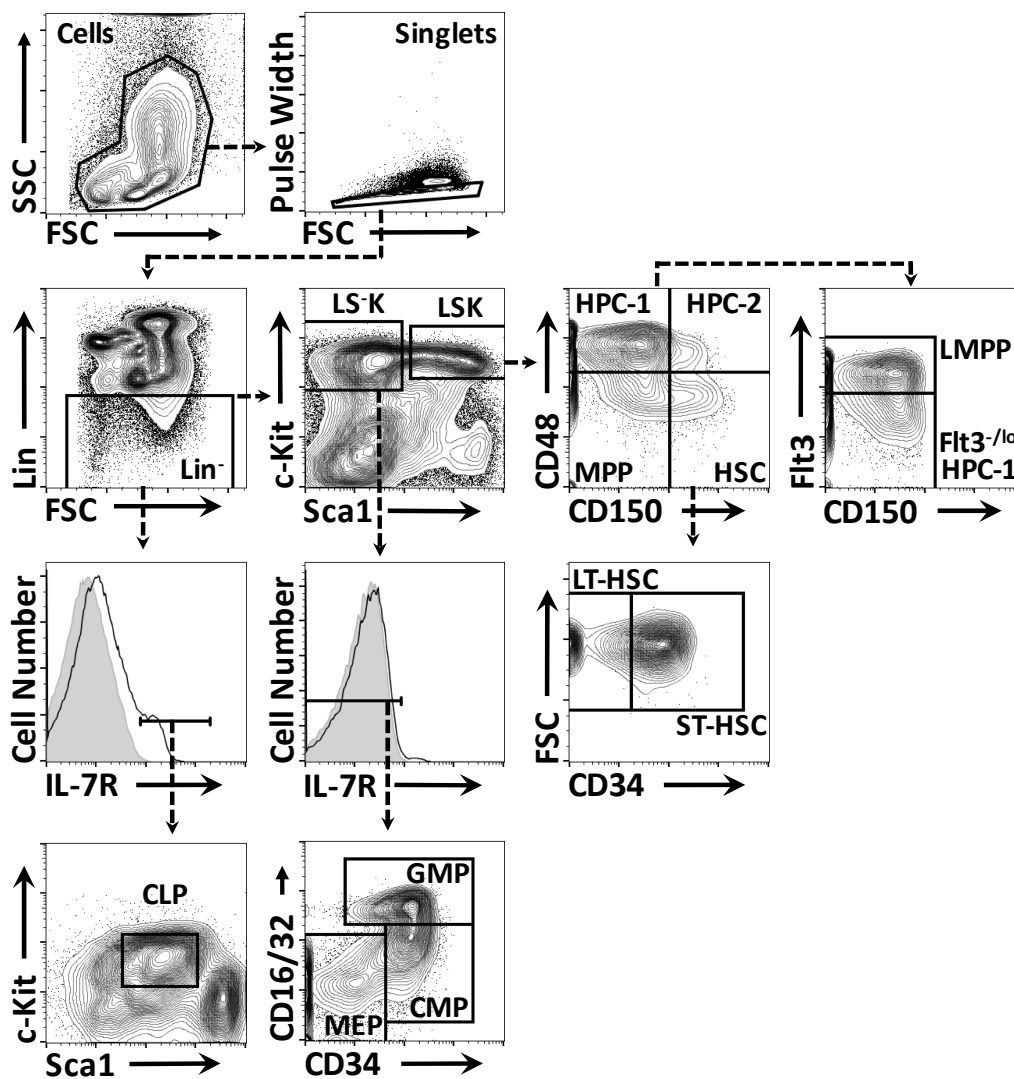 Cells
Singlets
SSC
Pulse Width
FSC
FSC
LS⁻K
LSK
HPC-1
HPC-2
LMPP
Lin
Lin⁻
c-Kit
CD48
MPP
HSC
Flt3
Flt3⁻/ˡᵒ
HPC-1
FSC
Sca1
CD150
CD150
Cell Number
Cell Number
LT-HSC
FSC
ST-HSC
IL-7R
IL-7R
CD34
c-Kit
CLP
CD16/32
GMP
CMP
MEP
Sca1
CD34